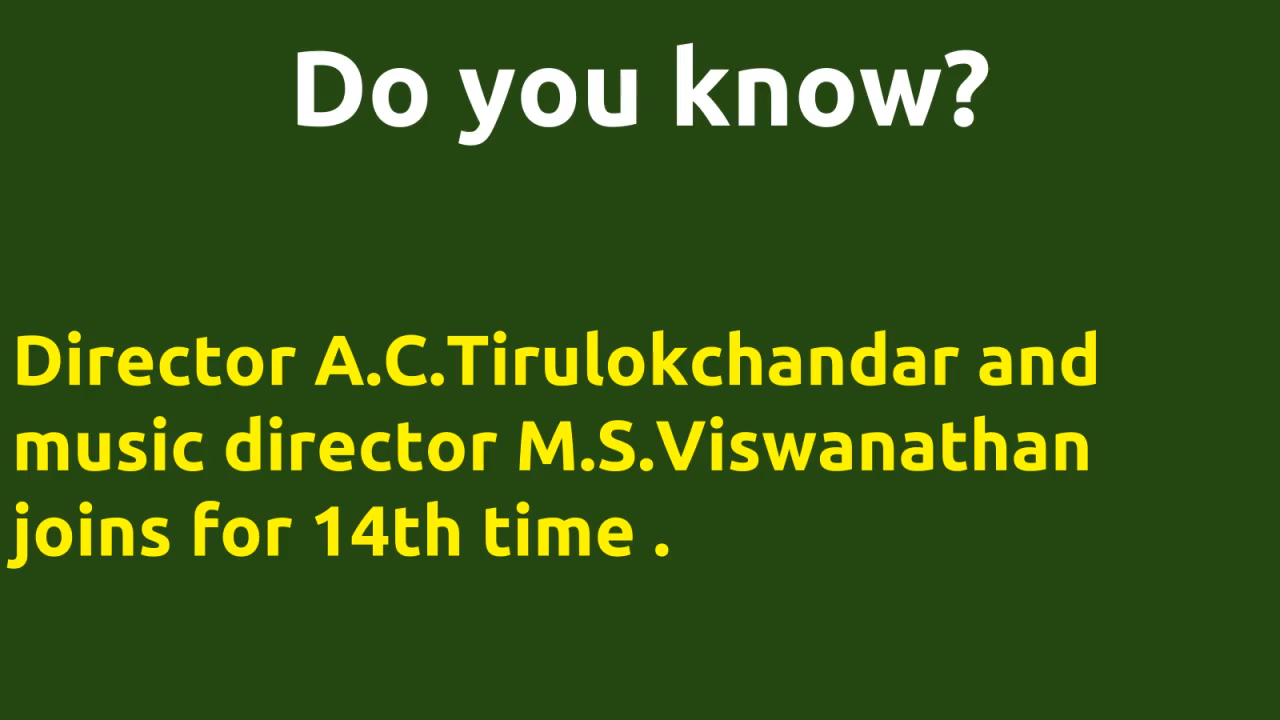 Do you know?
Director A.C.Tirulokchandar and
music director M.S.Viswanathan
joins for 14th time .